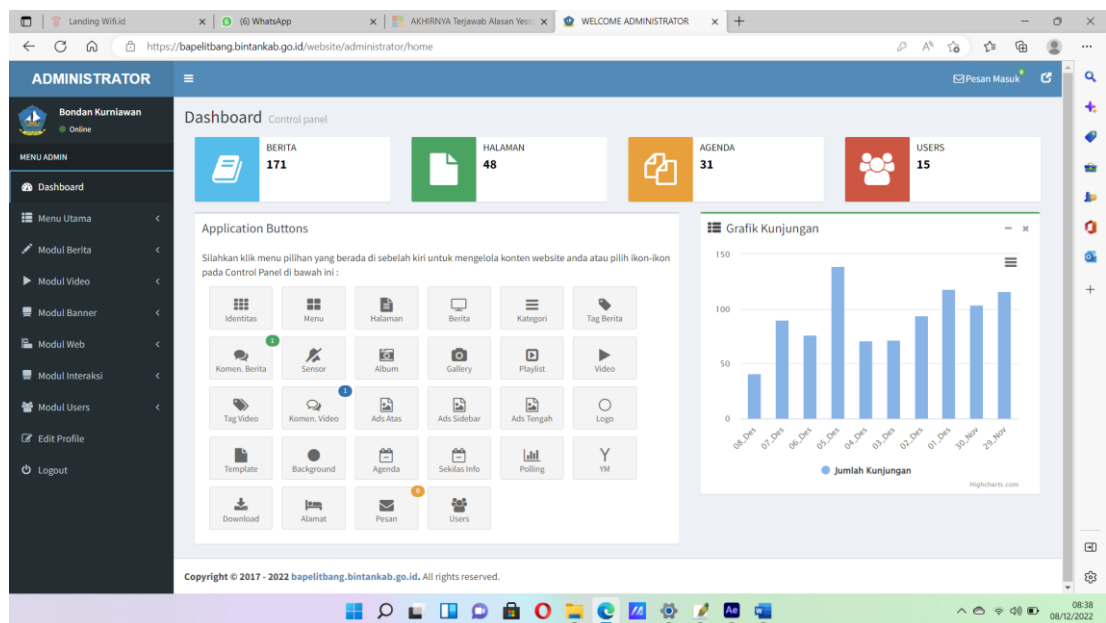 Landing Wifi.id
(6) WhatsApp
AKHIRNYA Terjawab Alasan Yes
WELCOME ADMINISTRATOR
https://bapelitbang.bintankab.go.id/website/administrator/home
ADMINISTRATOR
Pesan Masuk
Bondan Kurniawan
Online
MENU ADMIN
Dashboard
Menu Utama
Modul Berita
Modul Video
Modul Banner
Modul Web
Modul Interaksi
Modul Users
Edit Profile
Logout
Dashboard Control panel
BERITA
171
HALAMAN
48
AGENDA
31
USERS
15
Application Buttons
Silahkan klik menu pilihan yang berada di sebelah kiri untuk mengelola konten website anda atau pilih ikon-ikon
pada Control Panel di bawah ini :
Identitas Menu Halaman Berita Kategori Tag Berita
1
Komen. Berita Sensor Album Gallery Playlist Video
1
Tag Video Komen. Video Ads Atas Ads Sidebar Ads Tengah Logo
Template Background Agenda Sekilas Info Polling YM
0
Download Alamat Pesan Users
Grafik Kunjungan
150
100
50
0
08_Des 07_Des 06_Des 05_Des 04_Des 03_Des 02_Des 01_Des 30_Nov 29_Nov
Jumlah Kunjungan
Highcharts.com
Copyright © 2017 - 2022 bapelitbang.bintankab.go.id. All rights reserved.
08:38
08/12/2022